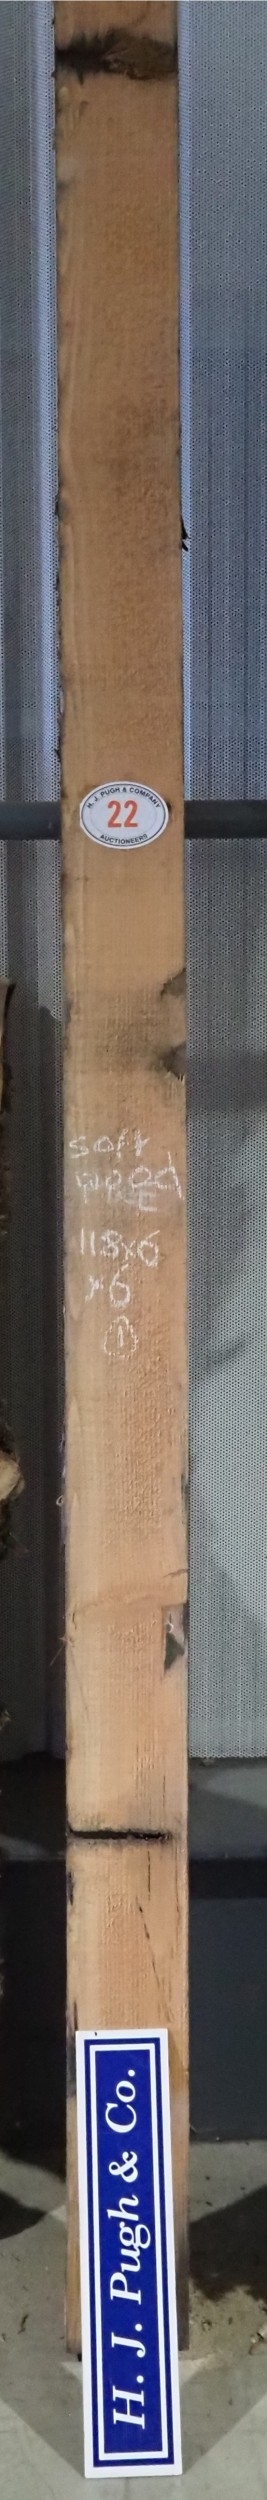 H. J. PUGH & COMPANY
22
AUCTIONEERS
SOFT
WOOD
118x6
x6
1
H. J. Pugh & Co.